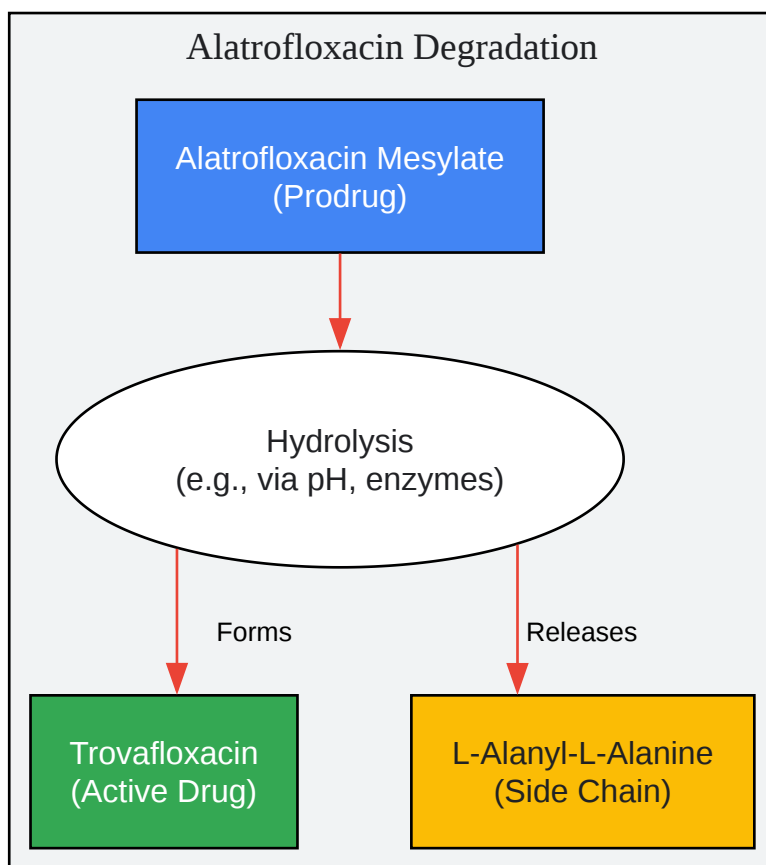 Alatrofloxacin Degradation
Alatrofloxacin Mesylate
(Prodrug)
Hydrolysis
(e.g., via pH, enzymes)
Forms
Releases
Trovafloxacin
(Active Drug)
L-Alanyl-L-Alanine
(Side Chain)